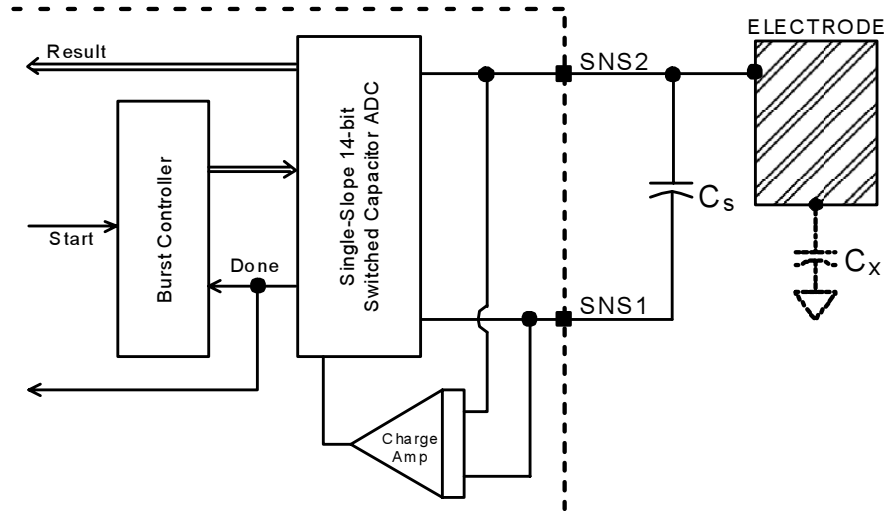 ELECTRODE
Result
SNS2
Single-Slope 14-bit
Switched Capacitor ADC
Burst Controller
Start
Done
Cs
Cx
SNS1
Charge
Amp